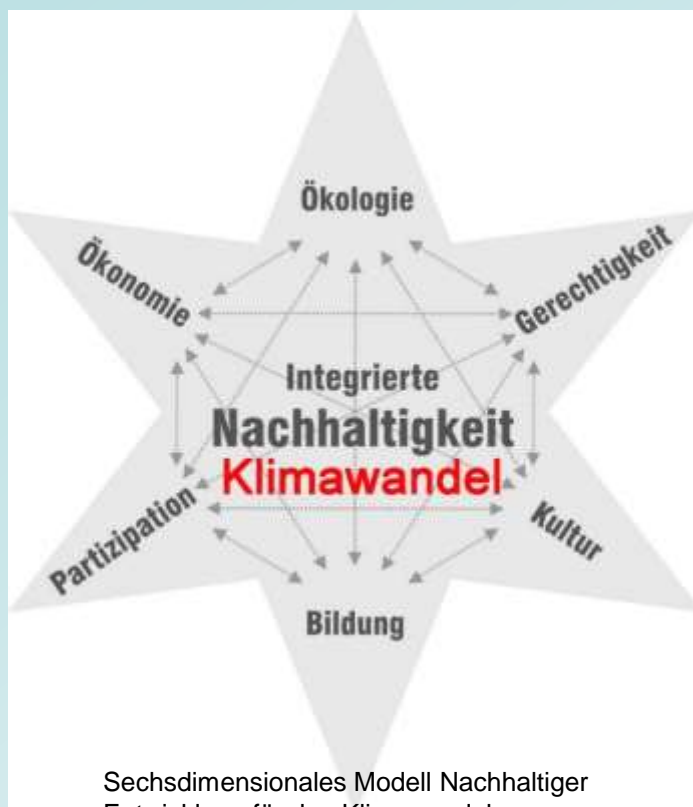 Ökologie
Ökonomie
Gerechtigkeit
Integrierte
Nachhaltigkeit
Klimawandel
Partizipation
Kultur
Bildung
Sechsdimensionales Modell Nachhaltiger